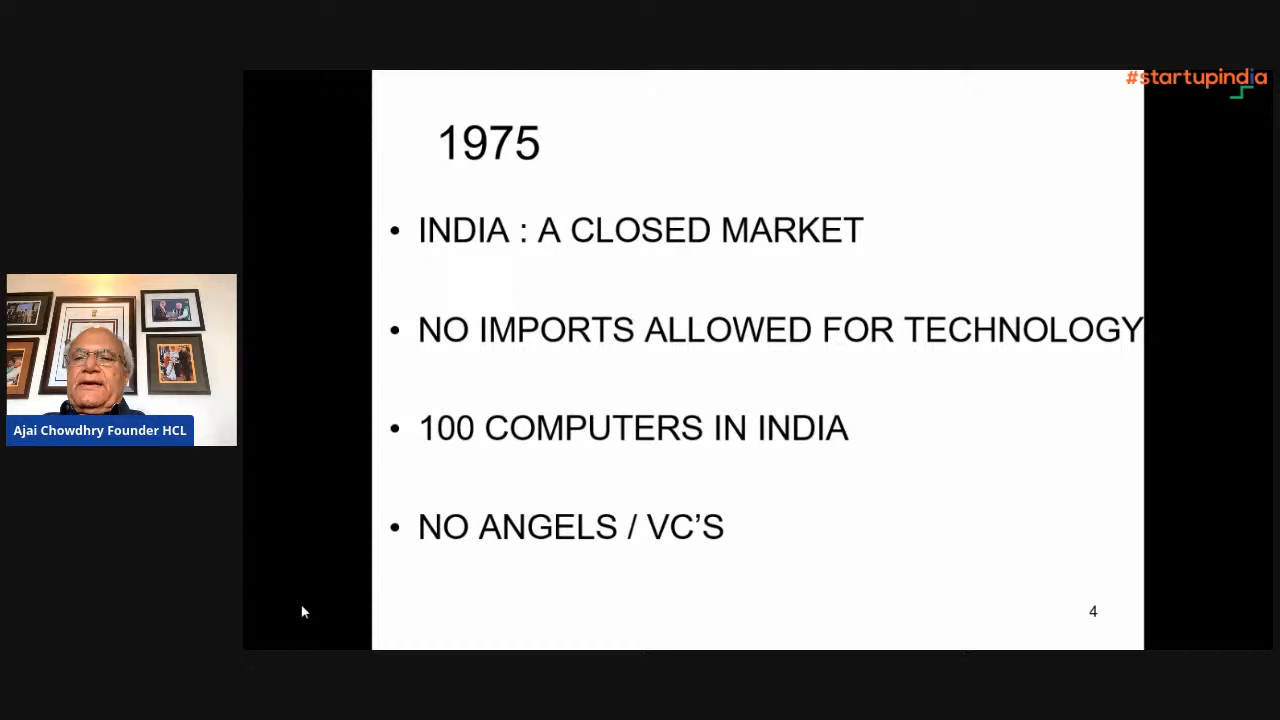 #startupindia
1975
• INDIA : A CLOSED MARKET
• NO IMPORTS ALLOWED FOR TECHNOLOGY
• 100 COMPUTERS IN INDIA
• NO ANGELS / VC’S
4
Ajai Chowdhry Founder HCL